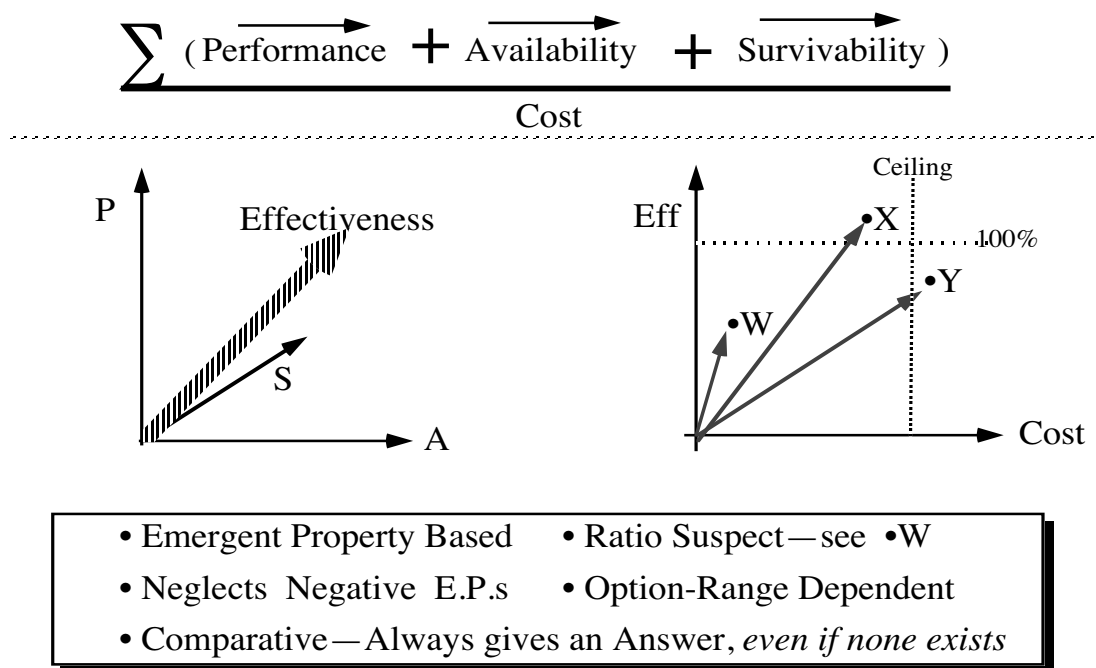 ∑ ( Performance + Availability + Survivability )
Cost
P
Effectiveness
S
A
Ceiling
Eff
X
100%
Y
W
Cost
• Emergent Property Based • Ratio Suspect—see •W
• Neglects Negative E.P.s • Option-Range Dependent
• Comparative—Always gives an Answer, even if none exists